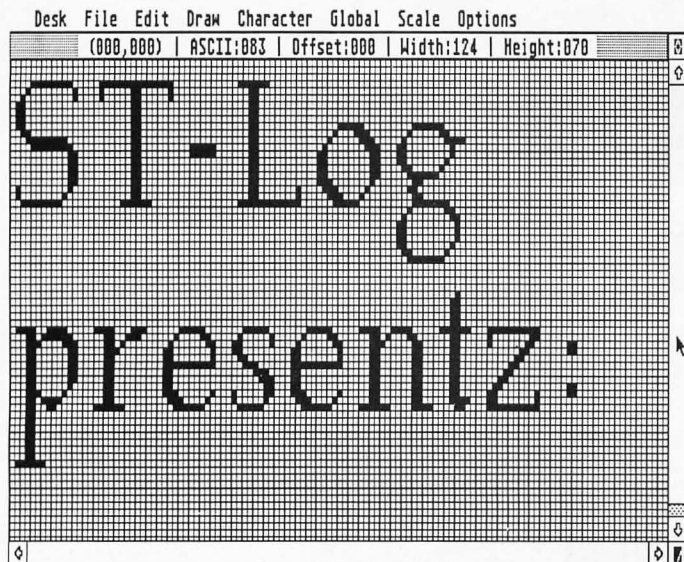 Desk File Edit Draw Character Global Scale Options
(000,000) | ASCII:083 | Offset:000 | Width:124 | Height:070
ST-Log
presentz: